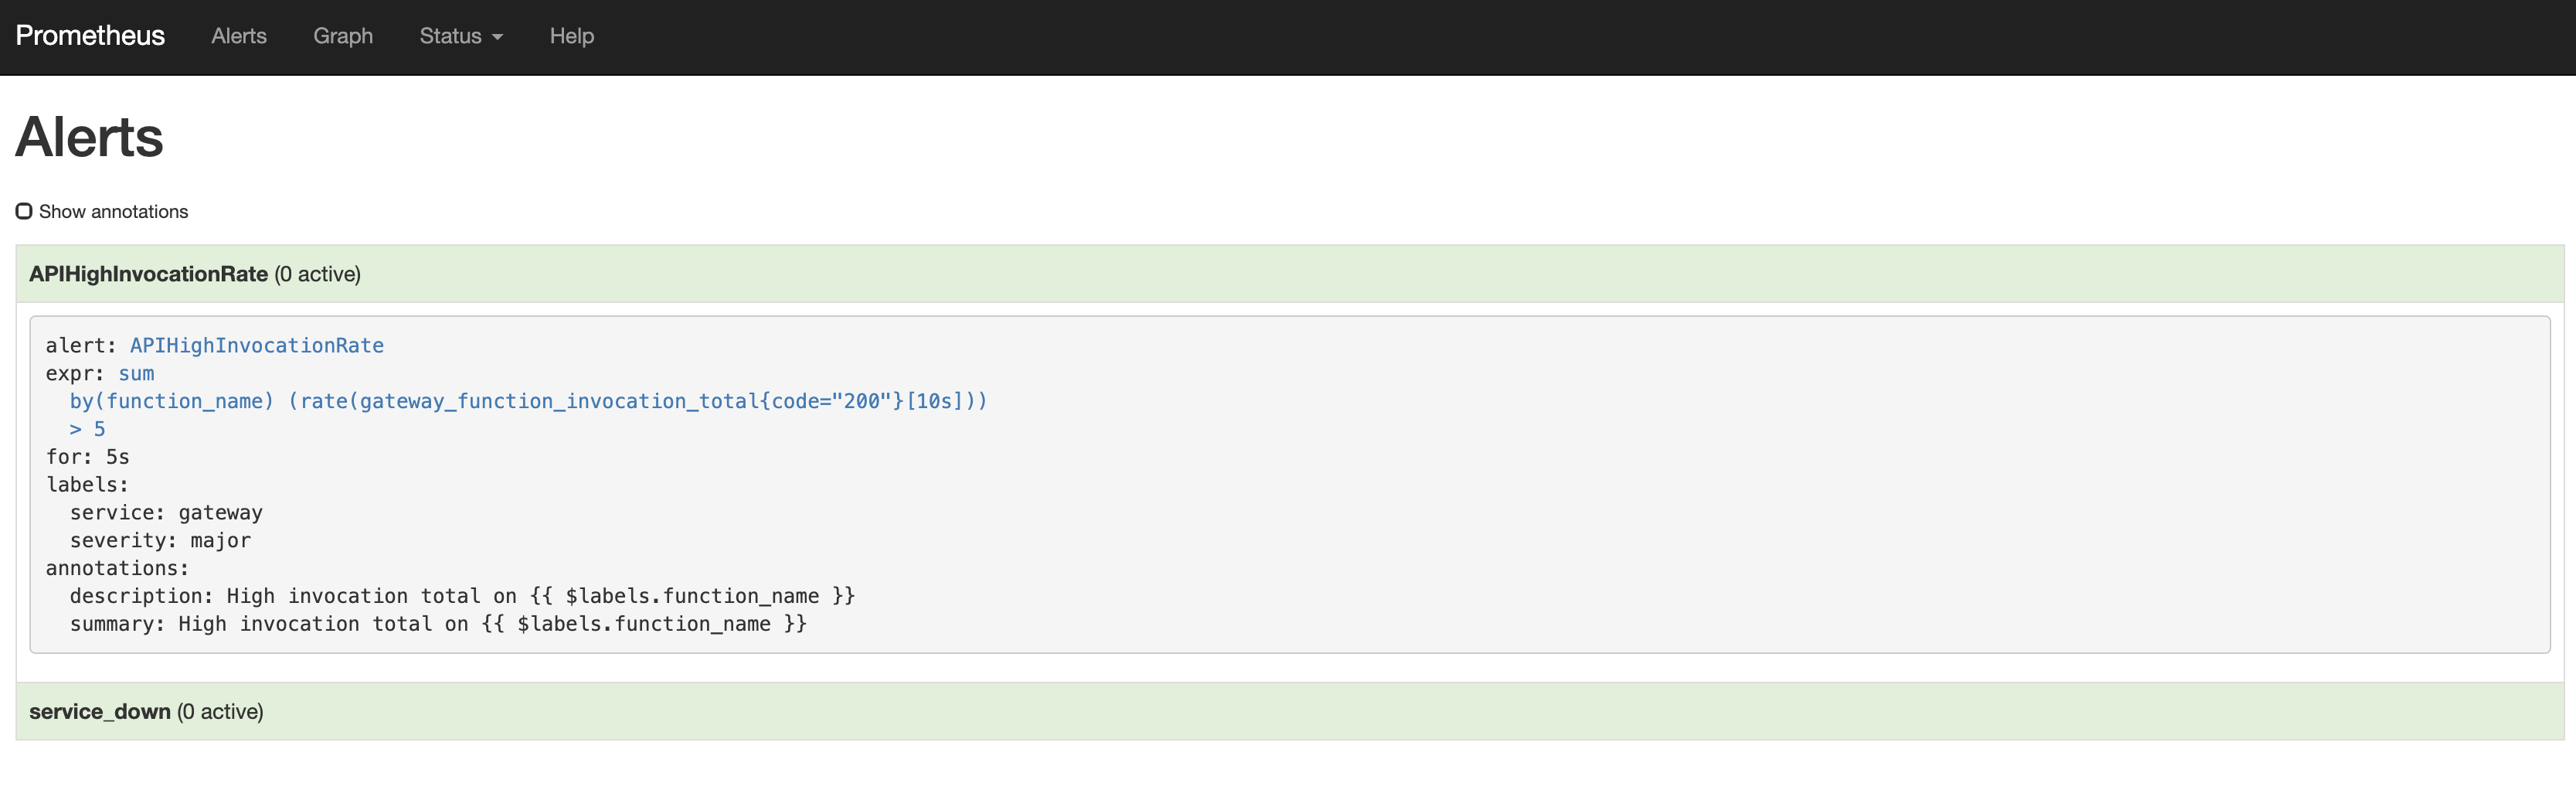 Prometheus Alerts Graph Status Help
Alerts
Show annotations
APIHighInvocationRate (0 active)
alert: APIHighInvocationRate
expr: sum
  by(function_name) (rate(gateway_function_invocation_total{code="200"}[10s]))
  > 5
for: 5s
labels:
  service: gateway
  severity: major
annotations:
  description: High invocation total on {{ $labels.function_name }}
  summary: High invocation total on {{ $labels.function_name }}
service_down (0 active)